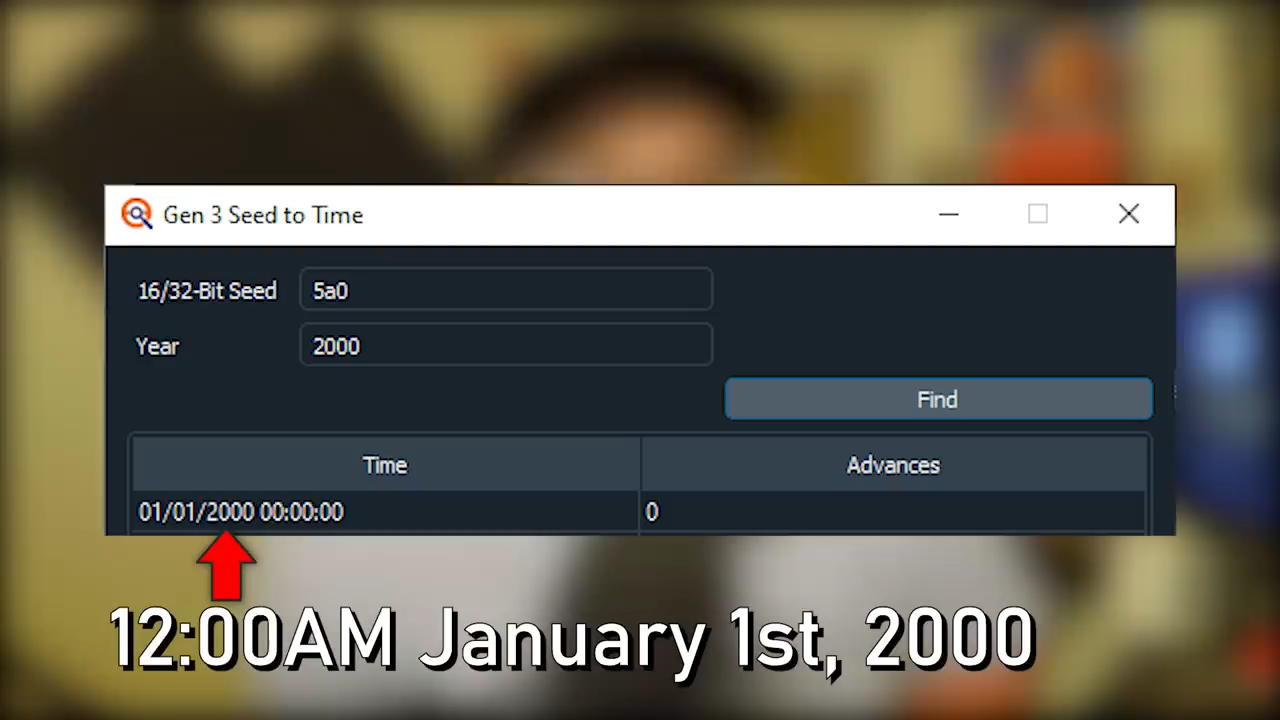 Gen 3 Seed to Time
16/32-Bit Seed 5a0
Year 2000
Find
Time Advances
01/01/2000 00:00:00 0
12:00AM January 1st, 2000